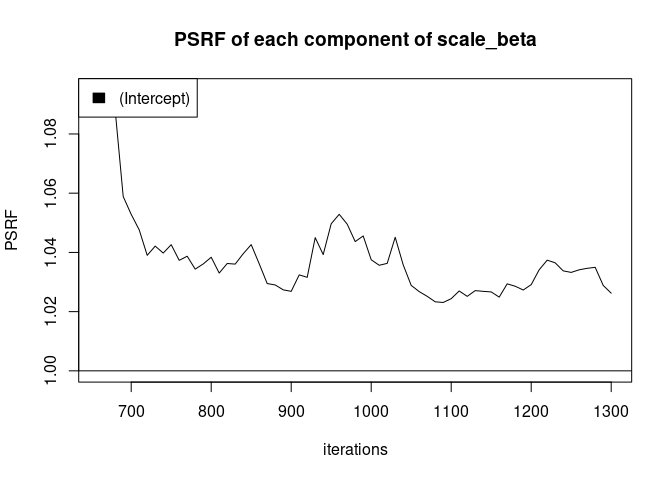 PSRF of each component of scale_beta
(Intercept)
PSRF
1.08
1.06
1.04
1.02
1.00
700 800 900 1000 1100 1200 1300
iterations